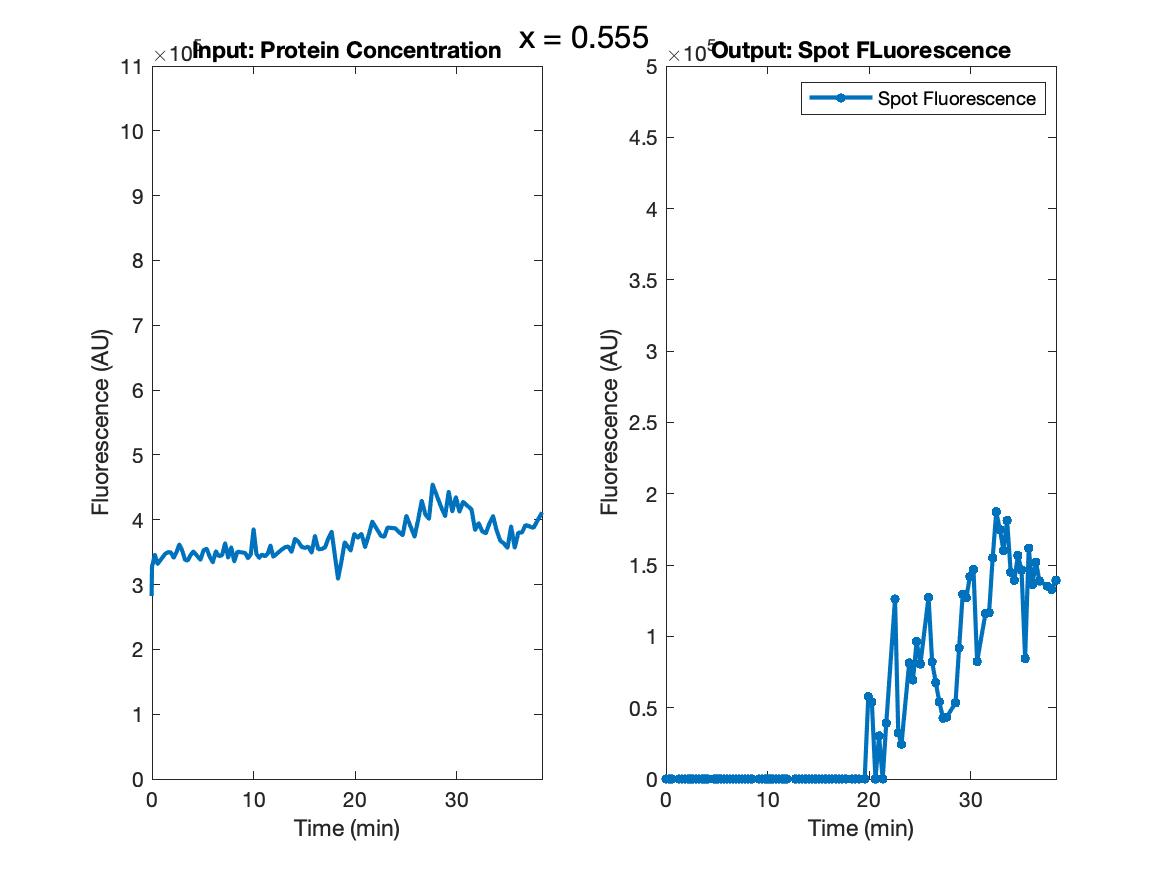 x = 0.555
×10⁵
Input: Protein Concentration
11
10
9
8
7
6
5
4
3
2
1
0
0 10 20 30
Time (min)
Fluorescence (AU)
×10⁵
Output: Spot FLuorescence
Spot Fluorescence
5
4.5
4
3.5
3
2.5
2
1.5
1
0.5
0
0 10 20 30
Time (min)
Fluorescence (AU)